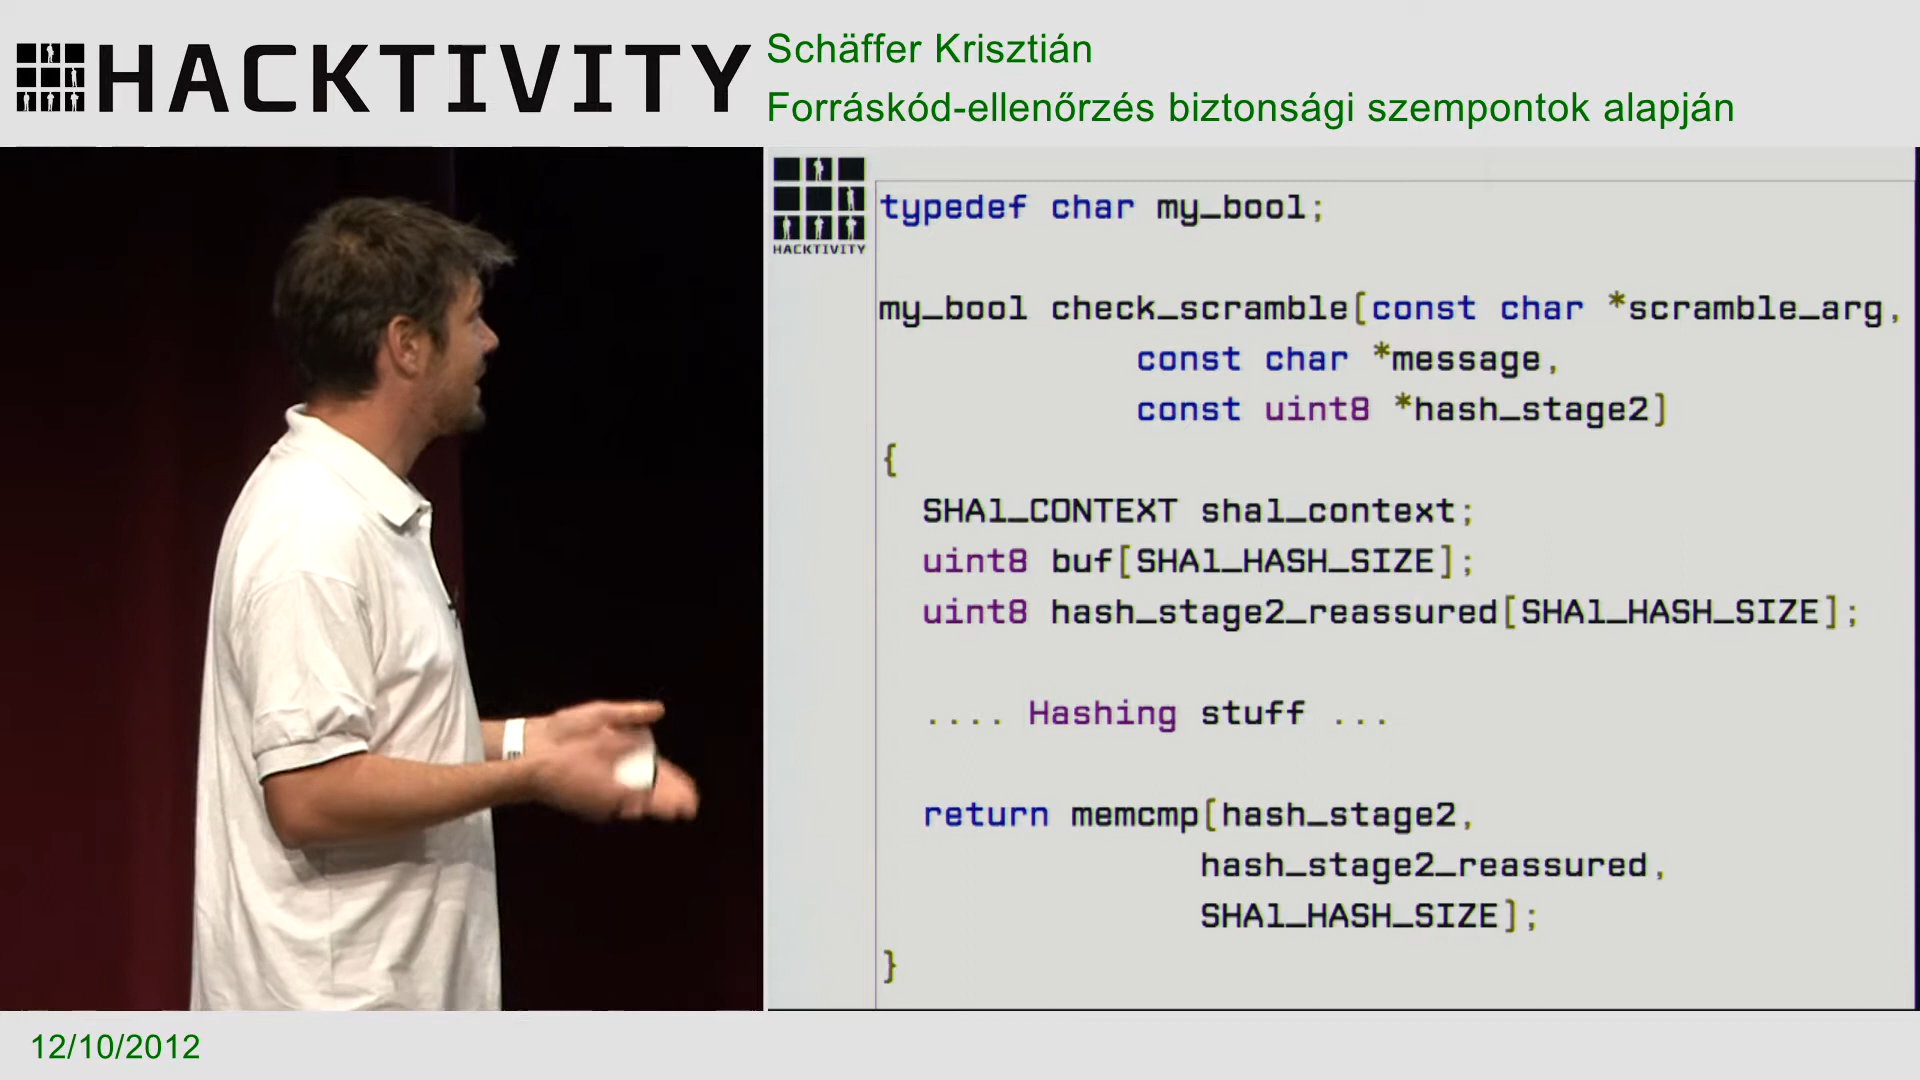 HACKTIVITY
Schäffer Krisztián
Forráskód-ellenőrzés biztonsági szempontok alapján
HACKTIVITY
typedef char my_bool;
my_bool check_scramble(const char *scramble_arg,
const char *message,
const uint8 *hash_stage2)
{
SHA1_CONTEXT sha1_context;
uint8 buf[SHA1_HASH_SIZE];
uint8 hash_stage2_reassured[SHA1_HASH_SIZE];
.... Hashing stuff ...
return memcmp(hash_stage2,
hash_stage2_reassured,
SHA1_HASH_SIZE);
}
12/10/2012